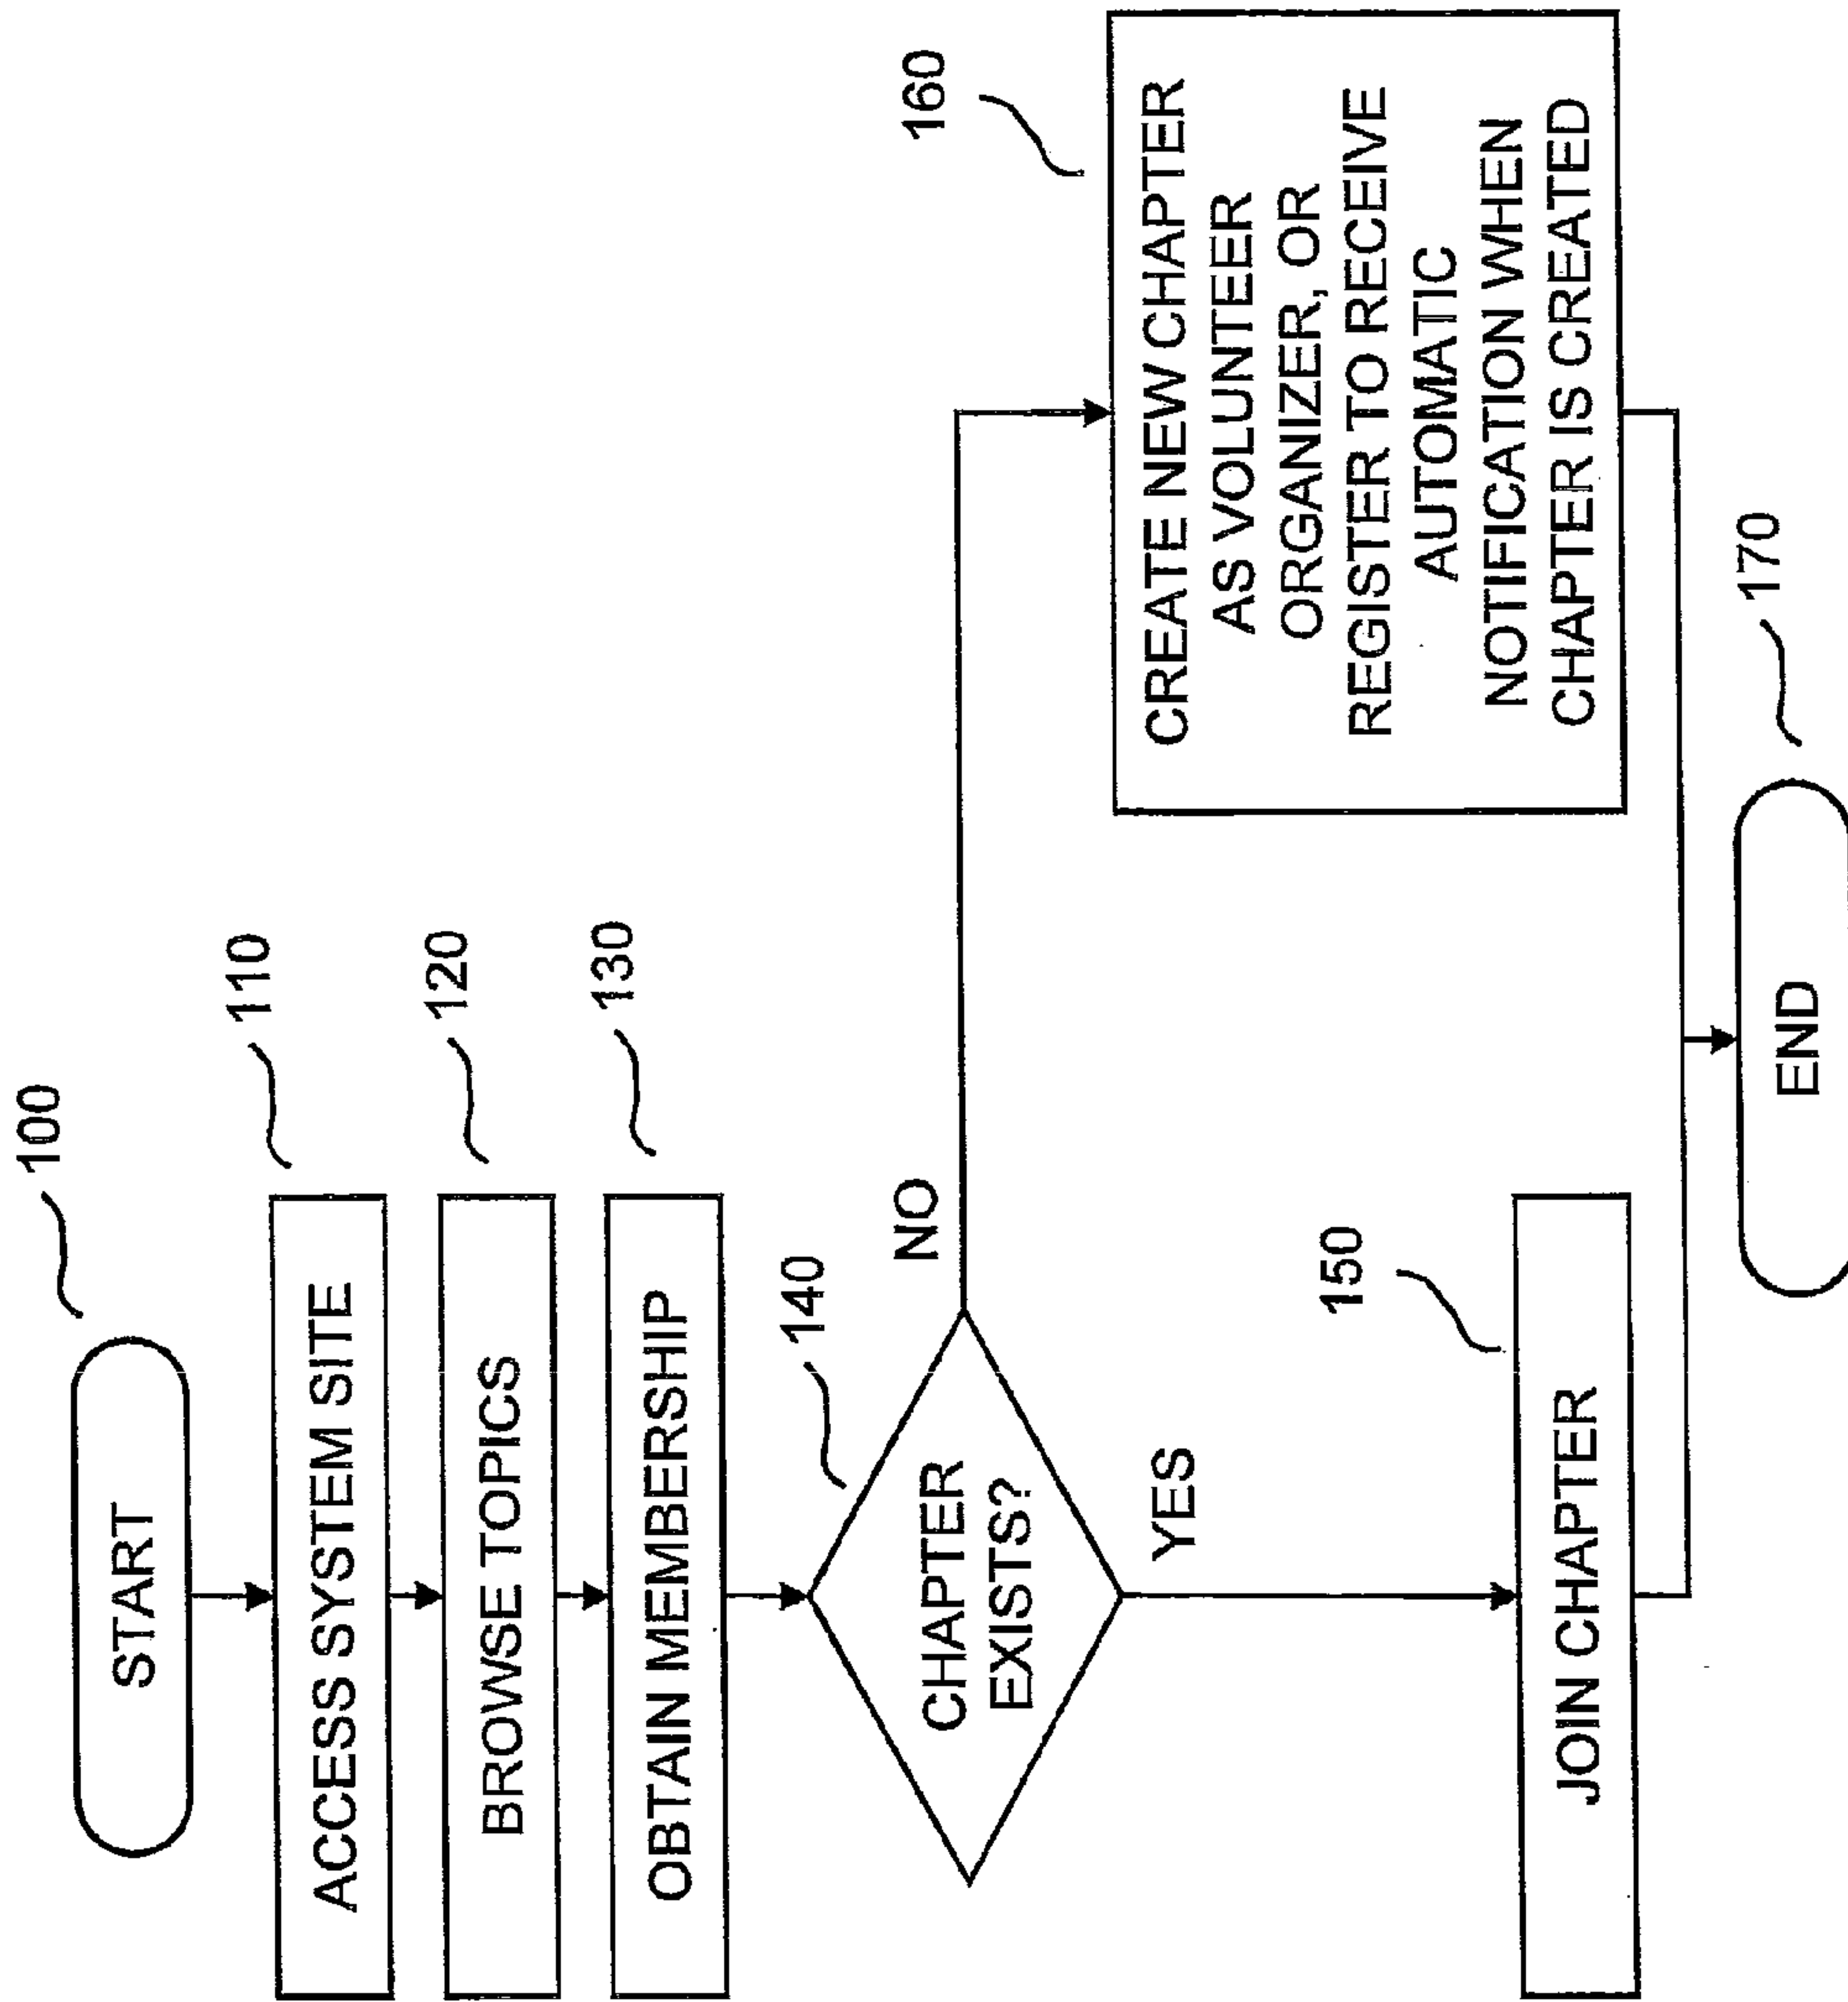 100
START
110
ACCESS SYSTEM SITE
120
BROWSE TOPICS
130
OBTAIN MEMBERSHIP
140
CHAPTER
EXISTS?
NO
YES
160
CREATE NEW CHAPTER
AS VOLUNTEER
ORGANIZER, OR
REGISTER TO RECEIVE
AUTOMATIC
NOTIFICATION WHEN
CHAPTER IS CREATED
150
JOIN CHAPTER
170
END